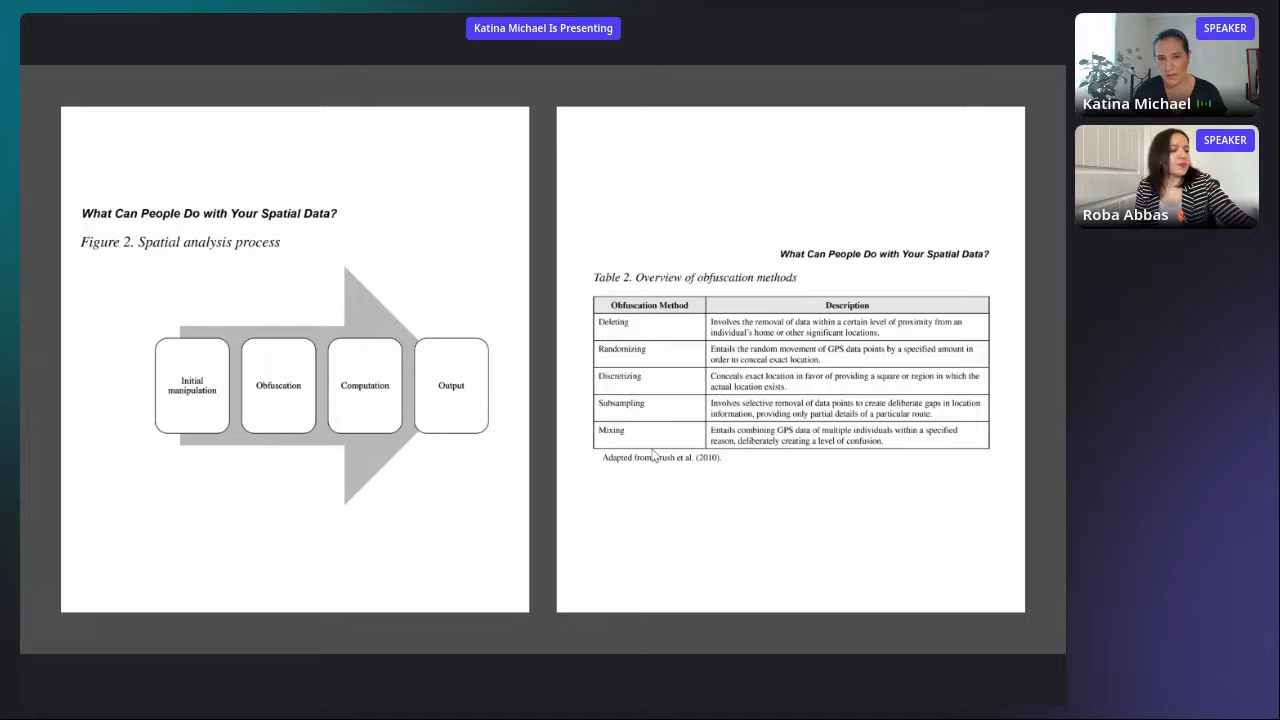 Katina Michael Is Presenting
What Can People Do with Your Spatial Data?
Figure 2. Spatial analysis process
Initial
manipulation
Obfuscation
Computation
Output
What Can People Do with Your Spatial Data?
Table 2. Overview of obfuscation methods
Obfuscation Method Description
Deleting Involves the removal of data within a certain level of proximity from an
individual's home or other significant locations.
Randomizing Entails the random movement of GPS data points by a specified amount in
order to conceal exact location.
Discretizing Conceals exact location in favor of providing a square or region in which the
actual location exists.
Subsampling Involves selective removal of data points to create deliberate gaps in location
information, providing only partial details of a particular route.
Mixing Entails combining GPS data of multiple individuals within a specified
reason, deliberately creating a level of confusion.
Adapted from et al. (2010).
SPEAKER
Katina Michael
SPEAKER
Roba Abbas